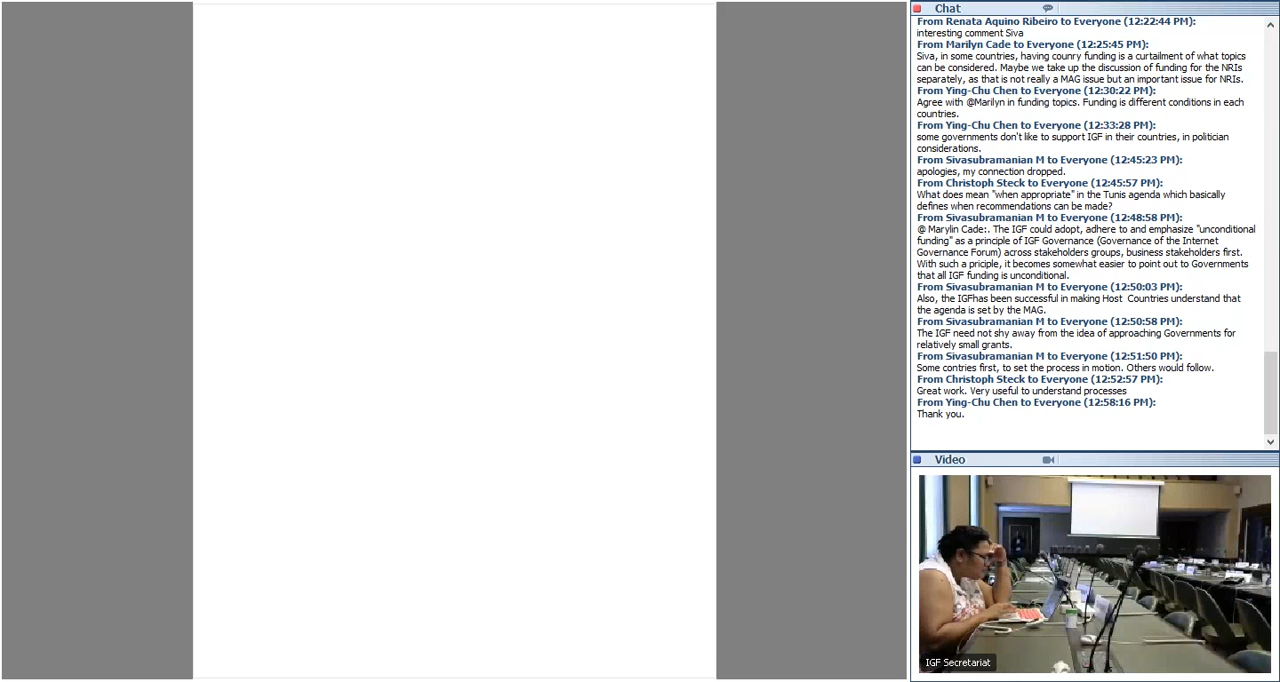 Chat
From Renata Aquino Ribeiro to Everyone (12:22:44 PM):
interesting comment Siva
From Marilyn Cade to Everyone (12:25:45 PM):
Siva, in some countries, having counry funding is a curtailment of what topics
can be considered. Maybe we take up the discussion of funding for the NRIs
separately, as that is not really a MAG issue but an important issue for NRIs.
From Ying-Chu Chen to Everyone (12:30:22 PM):
Agree with @Marilyn in funding topics. Funding is different conditions in each
countries.
From Ying-Chu Chen to Everyone (12:33:28 PM):
some governments don't like to support IGF in their countries, in politician
considerations.
From Sivasubramanian M to Everyone (12:45:23 PM):
apologies, my connection dropped.
From Christoph Steck to Everyone (12:45:57 PM):
What does mean "when appropriate" in the Tunis agenda which basically
defines when recommendations can be made?
From Sivasubramanian M to Everyone (12:48:58 PM):
@ Marylin Cade:. The IGF could adopt, adhere to and emphasize "unconditional
funding" as a principle of IGF Governance (Governance of the Internet
Governance Forum) across stakeholders groups, business stakeholders first.
With such a priciple, it becomes somewhat easier to point out to Governments
that all IGF funding is unconditional.
From Sivasubramanian M to Everyone (12:50:03 PM):
Also, the IGFhas been successful in making Host Countries understand that
the agenda is set by the MAG.
From Sivasubramanian M to Everyone (12:50:58 PM):
The IGF need not shy away from the idea of approaching Governments for
relatively small grants.
From Sivasubramanian M to Everyone (12:51:50 PM):
Some contries first, to set the process in motion. Others would follow.
From Christoph Steck to Everyone (12:52:57 PM):
Great work. Very useful to understand processes
From Ying-Chu Chen to Everyone (12:58:16 PM):
Thank you.
Video
IGF Secretariat